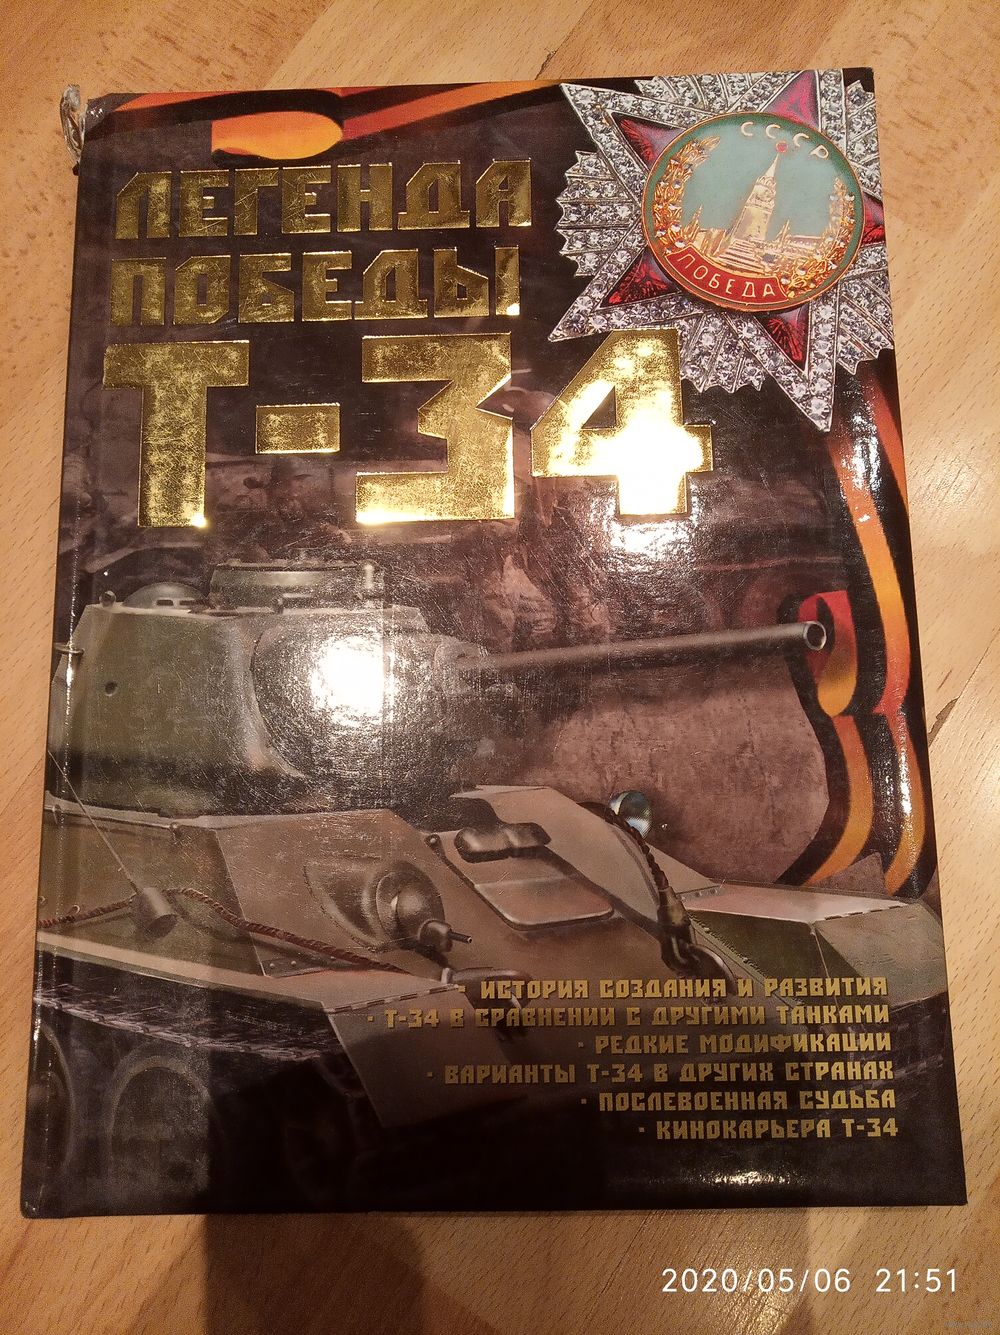 СССР
ПОБЕДА
ЛЕГЕНДА
ПОБЕДЫ
Т-34
· ИСТОРИЯ СОЗДАНИЯ И РАЗВИТИЯ
· Т-34 В СРАВНЕНИИ С ДРУГИМИ ТАНКАМИ
· РЕДКИЕ МОДИФИКАЦИИ
· ВАРИАНТЫ Т-34 В ДРУГИХ СТРАНАХ
· ПОСЛЕВОЕННАЯ СУДЬБА
· КИНОКАРЬЕРА Т-34
2020/05/06 21:51